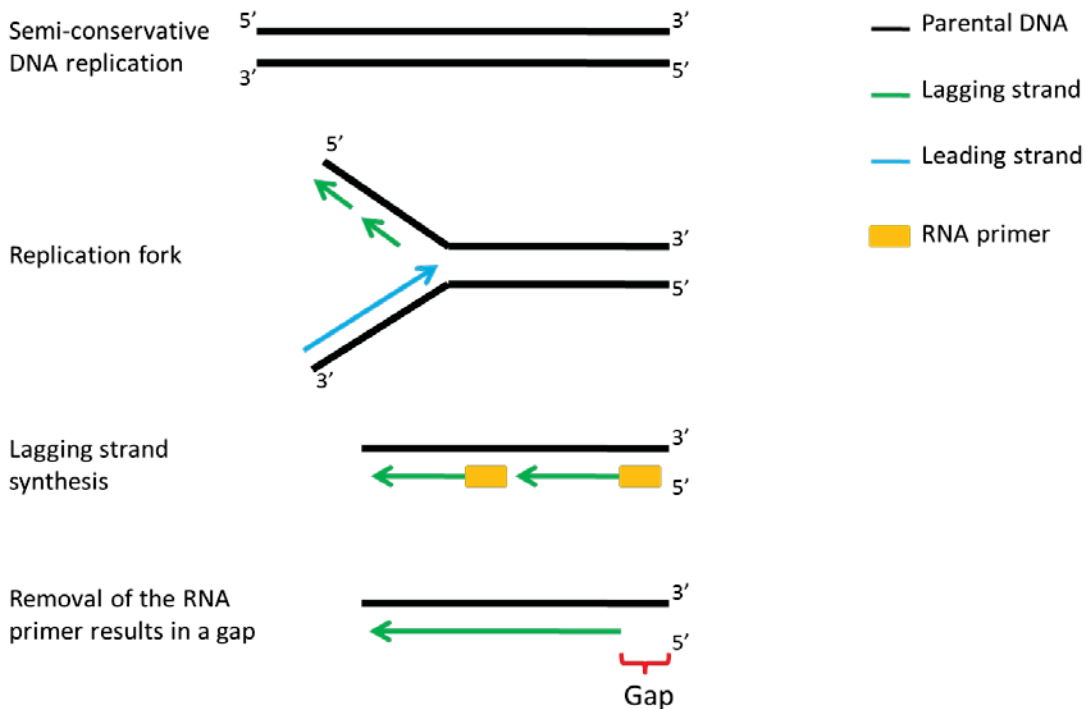 Semi-conservative
DNA replication
5’
3’
3’
5’
Parental DNA
Lagging strand
Leading strand
RNA primer
Replication fork
5’
3’
5’
3’
Lagging strand
synthesis
3’
5’
Removal of the RNA
primer results in a gap
3’
5’
Gap